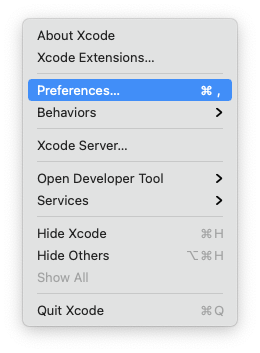 About Xcode
Xcode Extensions...
Preferences... ⌘ ,
Behaviors
Xcode Server...
Open Developer Tool
Services
Hide Xcode ⌘H
Hide Others ⌥⌘H
Show All
Quit Xcode ⌘Q